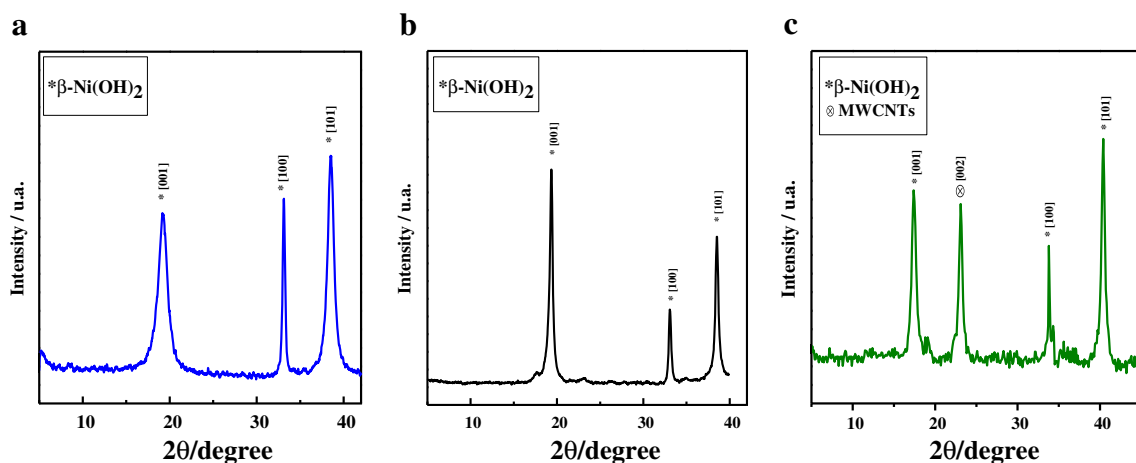 a
*β-Ni(OH)2
* [001]
* [100]
* [101]
Intensity / u.a.
10 20 30 40
2θ/degree
b
*β-Ni(OH)2
* [001]
* [100]
* [101]
Intensity / u.a.
10 20 30 40
2θ/degree
c
*β-Ni(OH)2
⊗ MWCNTs
* [001]
⊗ [002]
* [100]
* [101]
Intensity / u.a.
10 20 30 40
2θ/degree